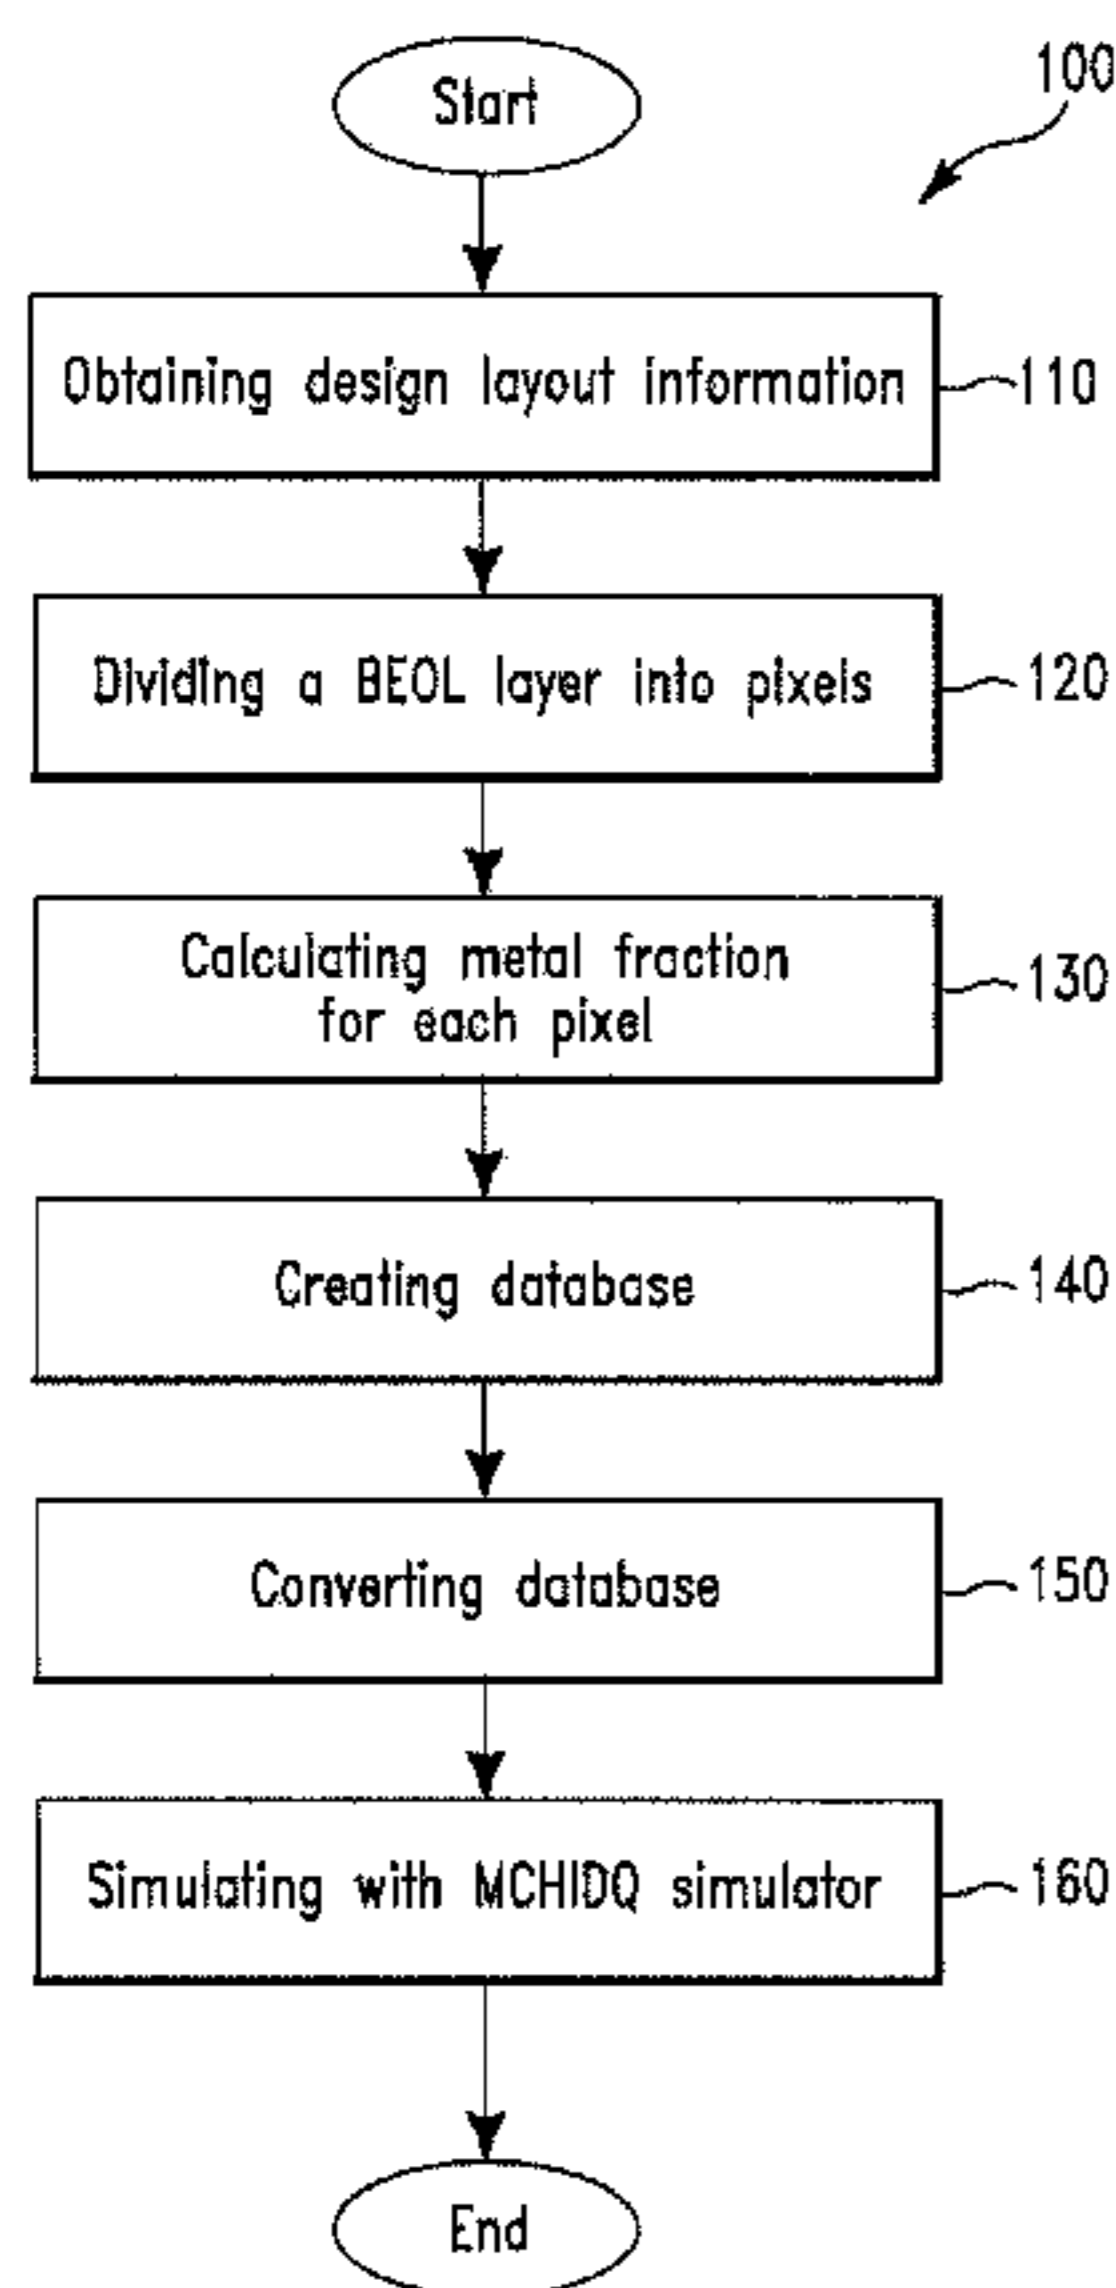 Start
100
Obtaining design layout information
110
Dividing a BEOL layer into pixels
120
Calculating metal fraction
for each pixel
130
Creating database
140
Converting database
150
Simulating with MCHIDQ simulator
160
End